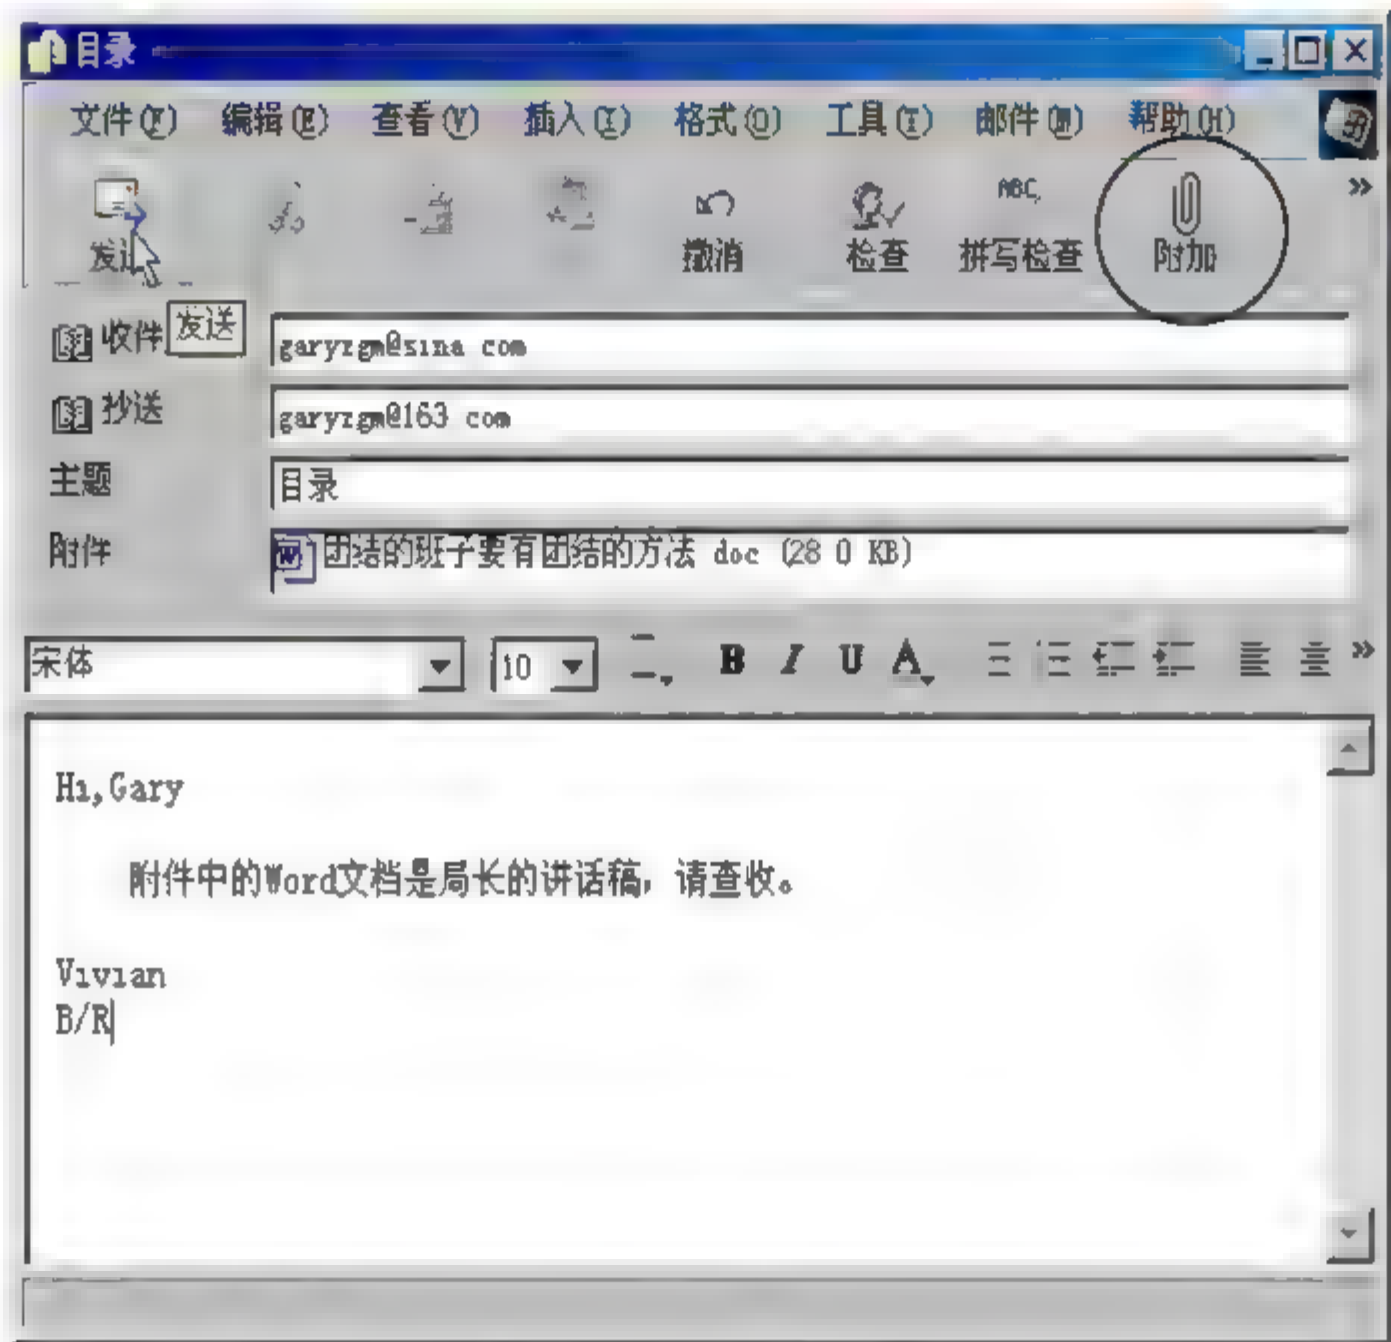 目录
文件(F) 编辑(E) 查看(V) 插入(I) 格式(O) 工具(T) 邮件(M) 帮助(H)
ABC
发送 撤消 检查 拼写检查 附加
发送
收件 garyrgm@sina com
抄送 garyrgm@163 com
主题 目录
附件 团结的班子要有团结的方法 doc (28 0 KB)
宋体 10 B I U A
Hi,Gary
附件中的Word文档是局长的讲话稿，请查收。
Vivian
B/R